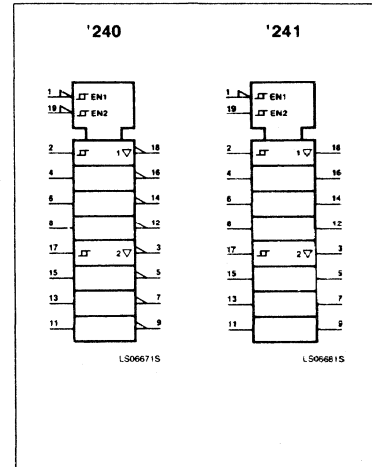 '240 '241
1 EN1 1 EN1
19 EN2 19 EN2
2 1▽ 18 2 1▽ 18
4 16 4 16
6 14 6 14
8 12 8 12
17 2▽ 3 17 2▽ 3
15 5 15 5
13 7 13 7
11 9 11 9
LS06671S LS06681S